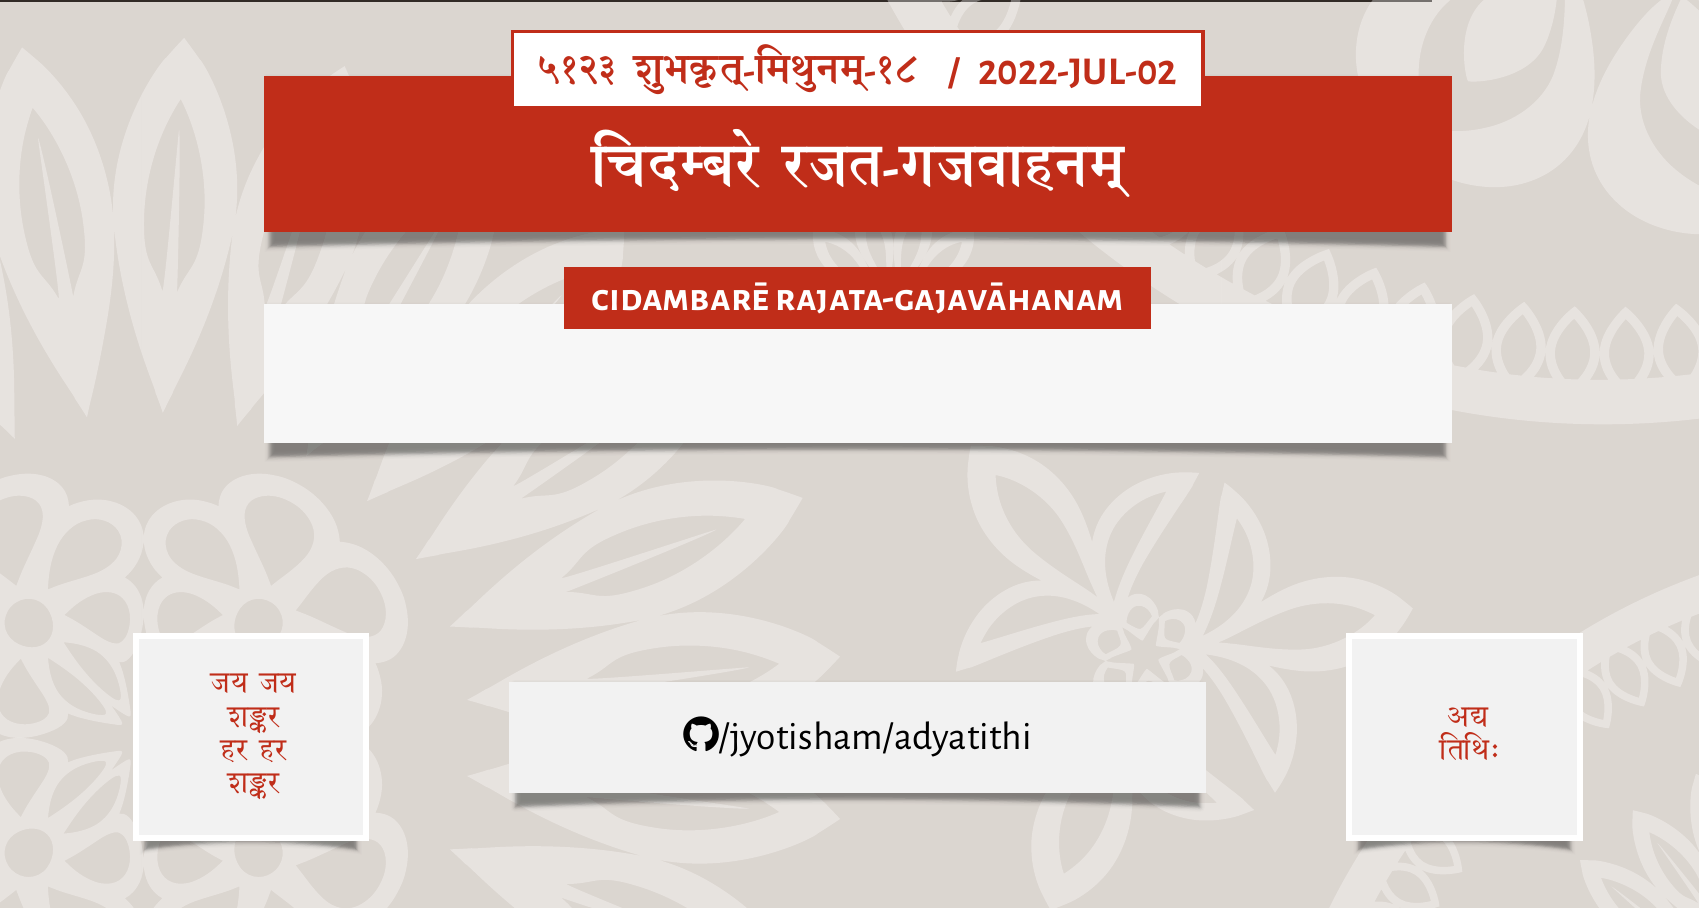 ५१२३ शुभकृत्-मिथुनम्-१८ / 2022-JUL-02
चिदम्बरे रजत-गजवाहनम्
CIDAMBARĒ RAJATA-GAJAVĀHANAM
जय जय
शङ्कर
हर हर
शङ्कर
/jyotisham/adyatithi
अद्य
तिथिः